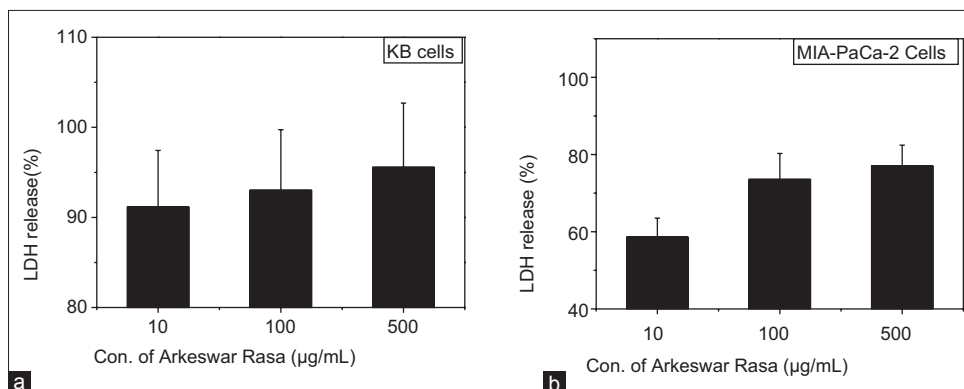 110
KB cells
100
90
80
LDH release(%)
10 100 500
Con. of Arkeswar Rasa (µg/mL)
a
MIA-PaCa-2 Cells
100
80
60
40
LDH release (%)
10 100 500
Con. of Arkeswar Rasa (µg/mL)
b